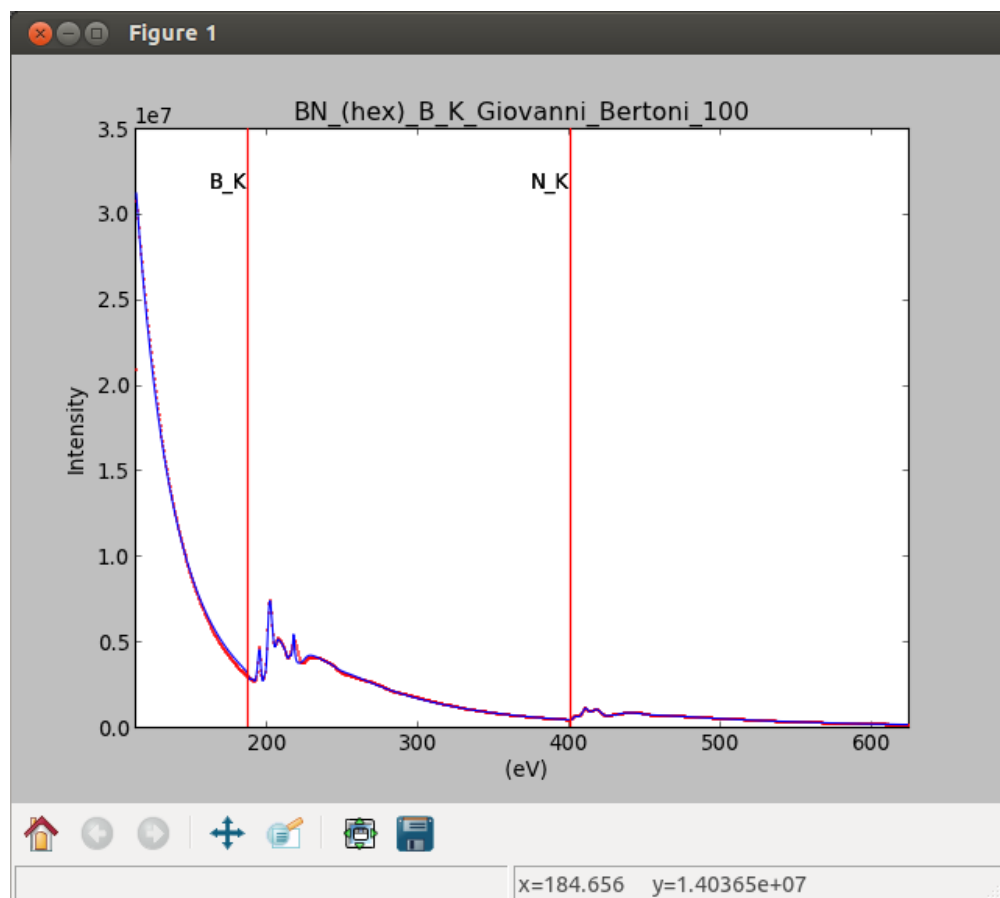 Figure 1
BN_(hex)_B_K_Giovanni_Bertoni_100
1e7
3.5
B_K
N_K
3.0
2.5
2.0
Intensity
1.5
1.0
0.5
0.0
200 300 400 500 600
(eV)
x=184.656 y=1.40365e+07